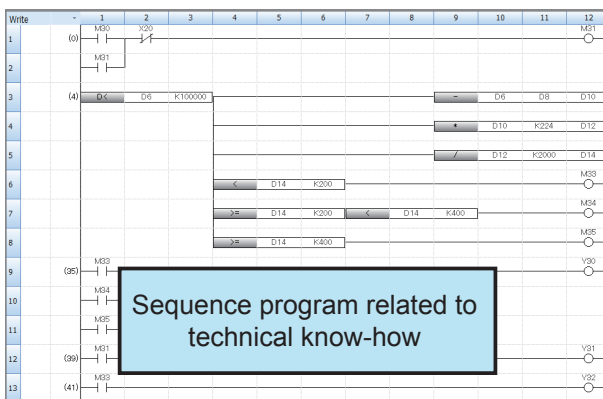 Write 1 2 3 4 5 6 7 8 9 10 11 12
M30 X20 M31
1 (0)
M31
2
3 (4) D< D6 K100000 - D6 D8 D10
4 * D10 K224 D12
5 / D12 K2000 D14
M33
6 < D14 K200
M34
7 >= D14 K200 < D14 K400
M35
8 >= D14 K400
M33 Y30
9 (35)
M34
10
M35
11
Sequence program related to
technical know-how
M31 Y31
12 (39)
M33 Y32
13 (41)